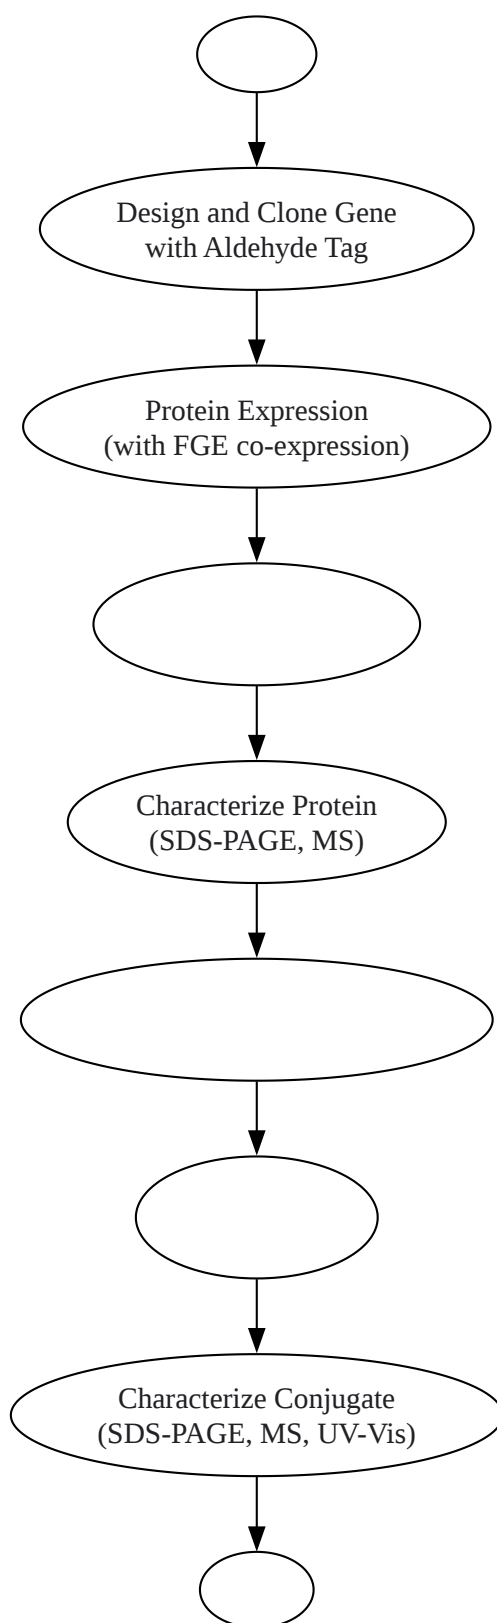 Design and Clone Gene
with Aldehyde Tag
Protein Expression
(with FGE co-expression)
Characterize Protein
(SDS-PAGE, MS)
Characterize Conjugate
(SDS-PAGE, MS, UV-Vis)